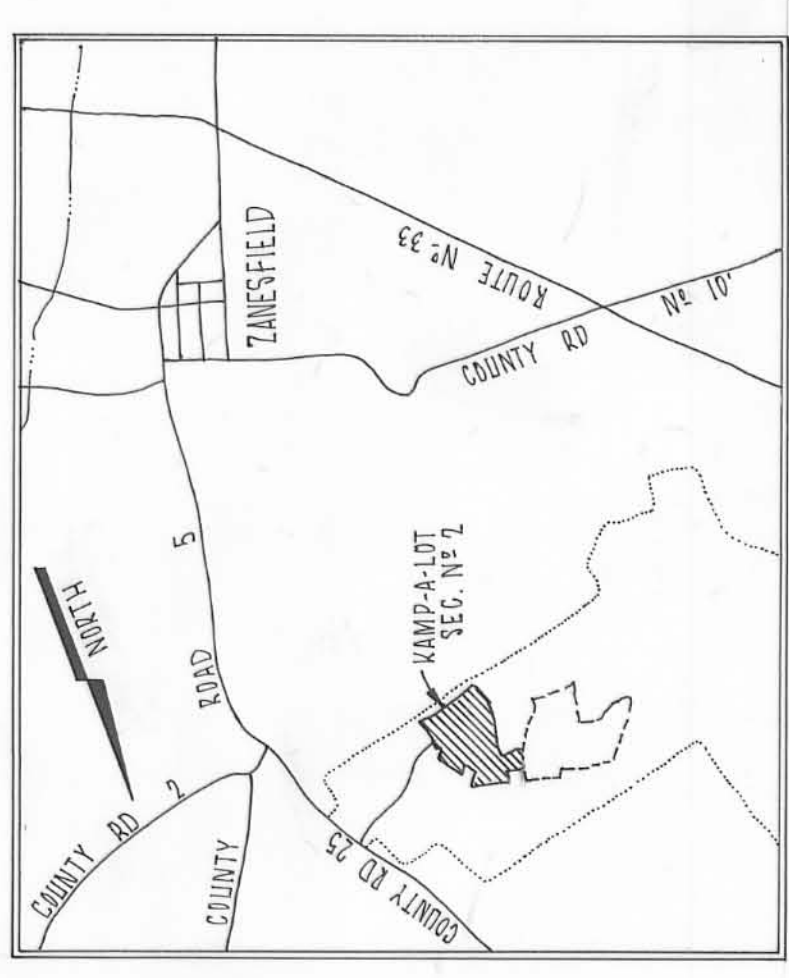 ZANESFIELD
ROUTE Nº 33
COUNTY RD Nº 10.
KAMP-A-LOT
SEC. Nº 2
NORTH
COUNTY ROAD 5
COUNTY RD 2
COUNTY RD 25